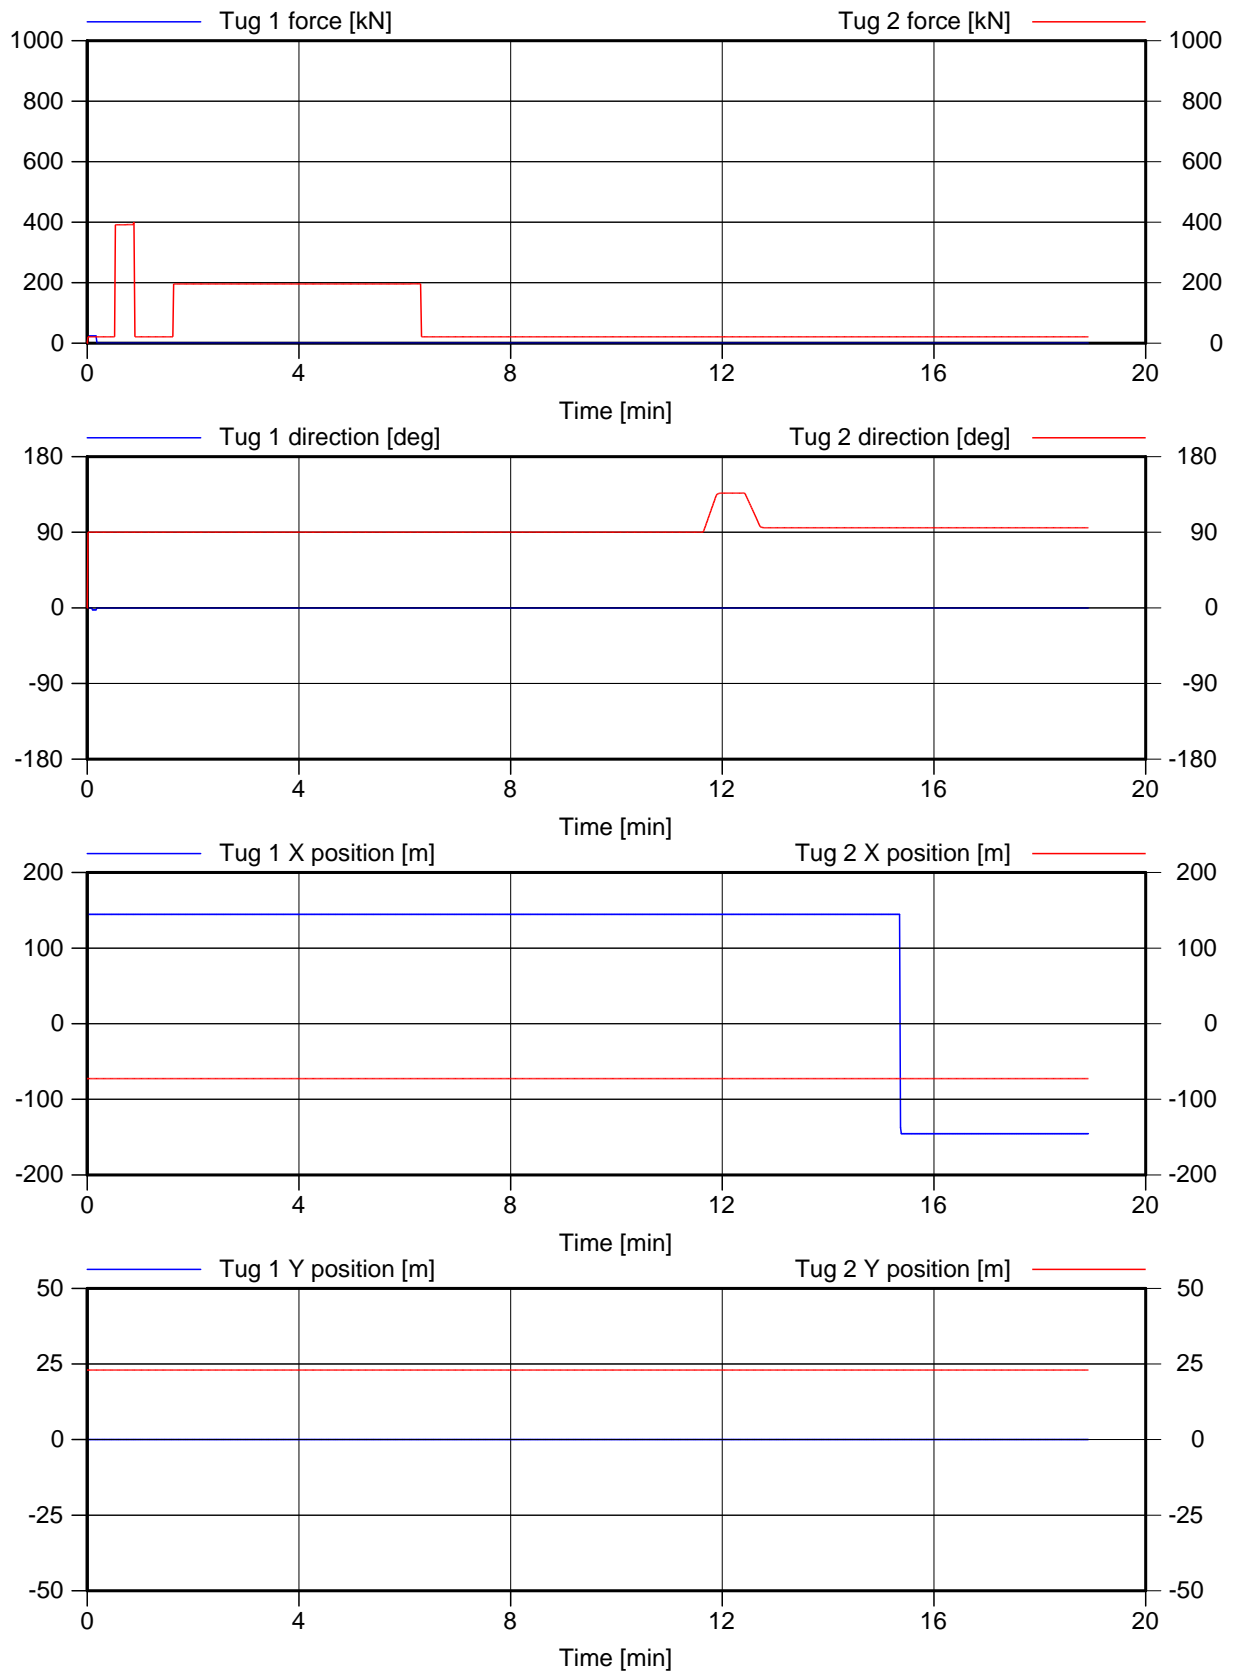 Tug 1 force [kN] Tug 2 force [kN]
1000 1000
800 800
600 600
400 400
200 200
0 0
0 4 8 12 16 20
Time [min]
Tug 1 direction [deg] Tug 2 direction [deg]
180 180
90 90
0 0
-90 -90
-180 -180
0 4 8 12 16 20
Time [min]
Tug 1 X position [m] Tug 2 X position [m]
200 200
100 100
0 0
-100 -100
-200 -200
0 4 8 12 16 20
Time [min]
Tug 1 Y position [m] Tug 2 Y position [m]
50 50
25 25
0 0
-25 -25
-50 -50
0 4 8 12 16 20
Time [min]